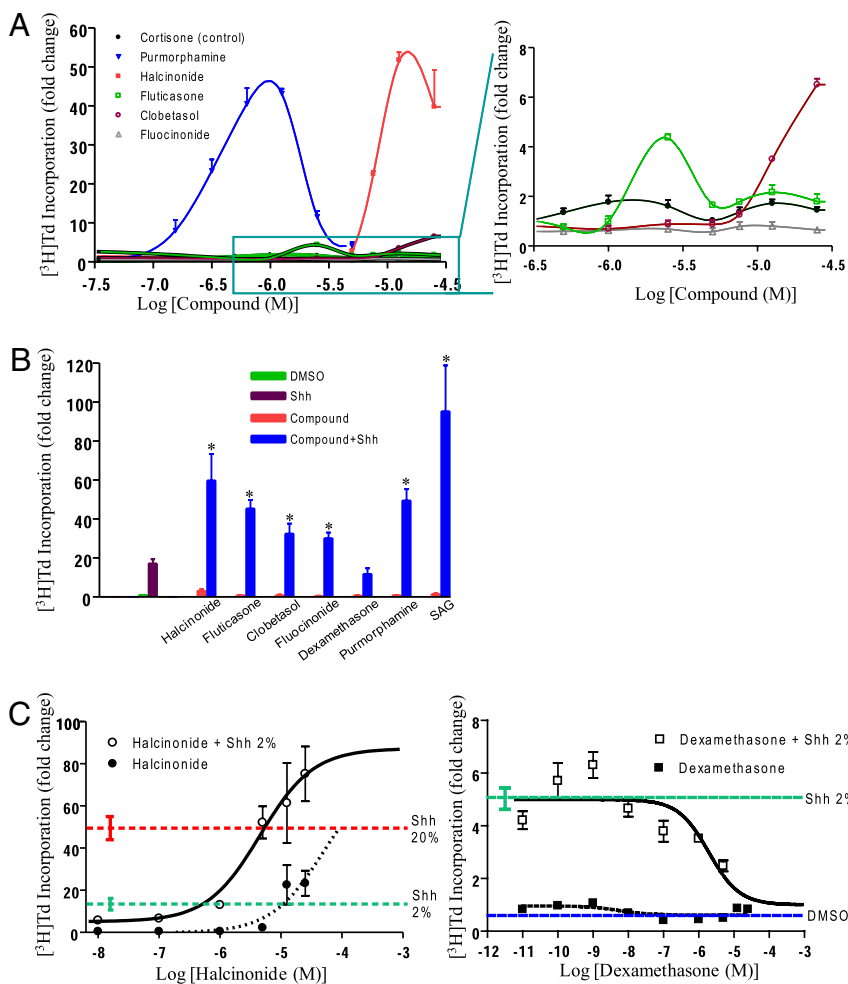 A
[³H]Td Incorporation (fold change)
60
50
40
30
20
10
0
Cortisone (control)
Purmorphamine
Halcinonide
Fluticasone
Clobetasol
Fluocinonide
-7.5 -7.0 -6.5 -6.0 -5.5 -5.0 -4.5
Log [Compound (M)]
[³H]Td Incorporation (fold change)
8
6
4
2
0
-6.5 -6.0 -5.5 -5.0 -4.5
Log [Compound (M)]
B
[³H]Td Incorporation (fold change)
120
100
80
60
40
20
0
DMSO
Shh
Compound
Compound+Shh
* * * * * *
Halcinonide
Fluticasone
Clobetasol
Fluocinonide
Dexamethasone
Purmorphamine
SAG
C
[³H]Td Incorporation (fold change)
100
80
60
40
20
0
Halcinonide + Shh 2%
Halcinonide
Shh
20%
Shh
2%
-8 -7 -6 -5 -4 -3
Log [Halcinonide (M)]
[³H]Td Incorporation (fold change)
8
6
4
2
0
Dexamethasone + Shh 2%
Dexamethasone
Shh 2%
DMSO
-12 -11 -10 -9 -8 -7 -6 -5 -4 -3
Log [Dexamethasone (M)]